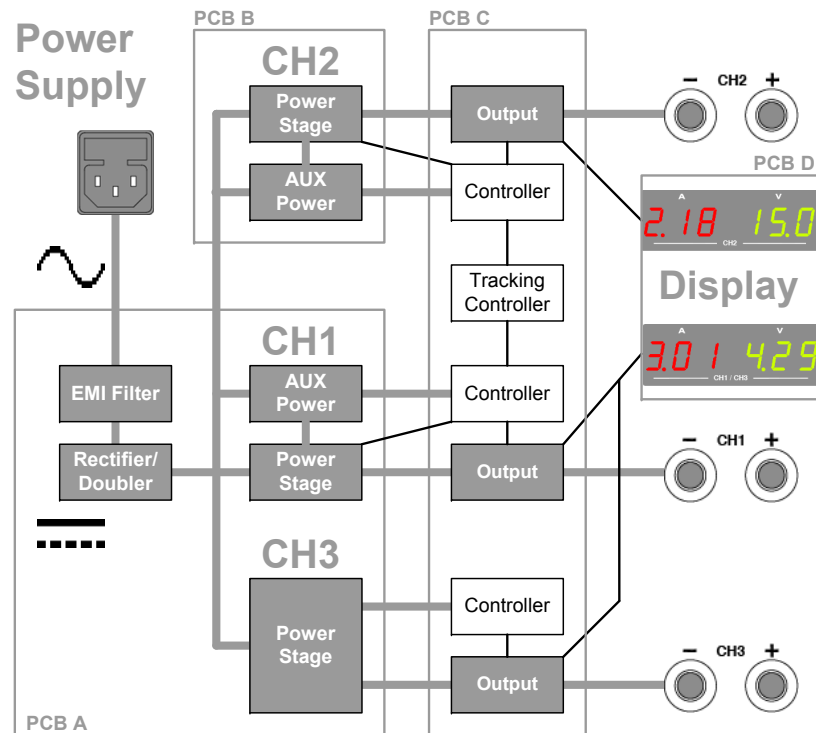 Power
Supply
PCB B
PCB C
CH2
Power
Stage
Output
− CH2 +
AUX
Power
Controller
PCB D
A V
2.18 15.0
CH2
Tracking
Controller
Display
A V
3.01 4.29
CH1 / CH3
CH1
EMI Filter
AUX
Power
Controller
Rectifier/
Doubler
Power
Stage
Output
− CH1 +
CH3
Power
Stage
Controller
Output
− CH3 +
PCB A